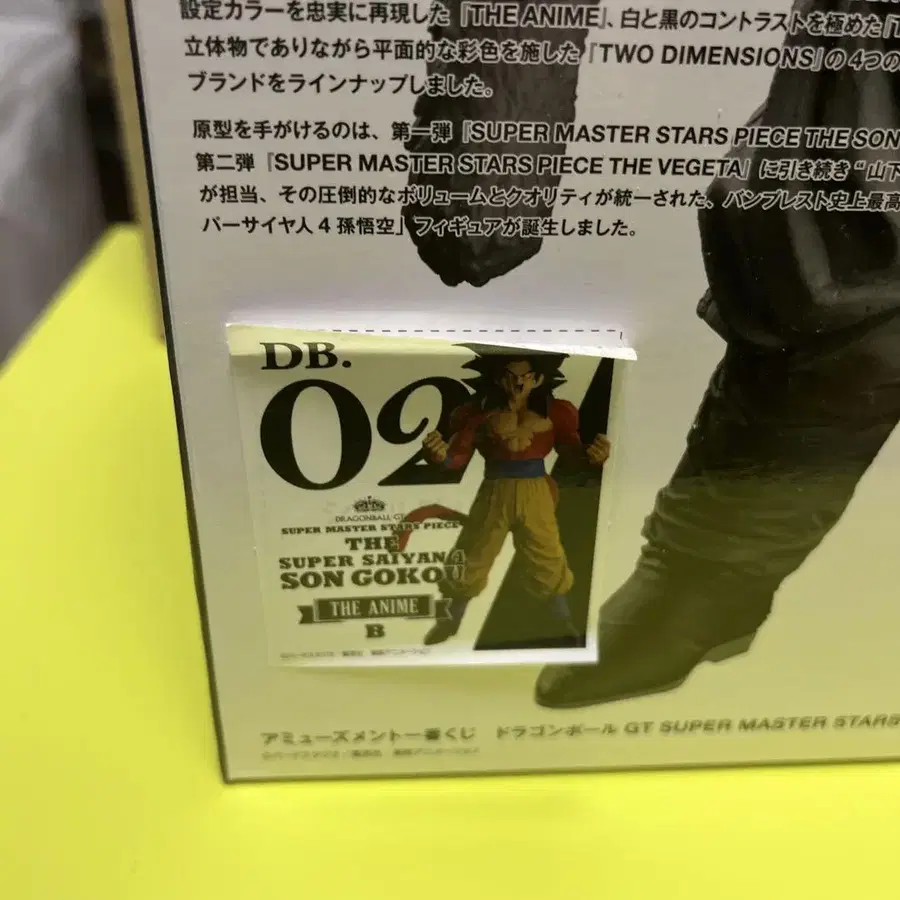 設定カラーを忠実に再現した『THE ANIME』、白と黒のコントラストを極めた『T
立体物でありながら平面的な彩色を施した『TWO DIMENSIONS』の4つの
ブランドをラインナップしました。
原型を手がけるのは、第一弾『SUPER MASTER STARS PIECE THE SON
第二弾『SUPER MASTER STARS PIECE THE VEGETA』に引き続き“山下
が担当、その圧倒的なボリュームとクオリティが統一された、バンプレスト史上最高
パーサイヤ人4 孫悟空」フィギュアが誕生しました。
DB.
02
DRAGONBALL GT
SUPER MASTER STARS PIECE
THE
SUPER SAIYAN 4
SON GOKOU
THE ANIME
B
アミューズメント一番くじ ドラゴンボール GT SUPER MASTER STARS